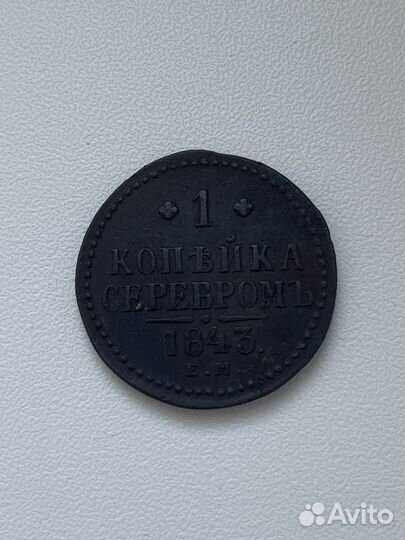 1
КОПѢЙКА
СЕРЕБРОМЪ
1843.
Е.М.
Avito